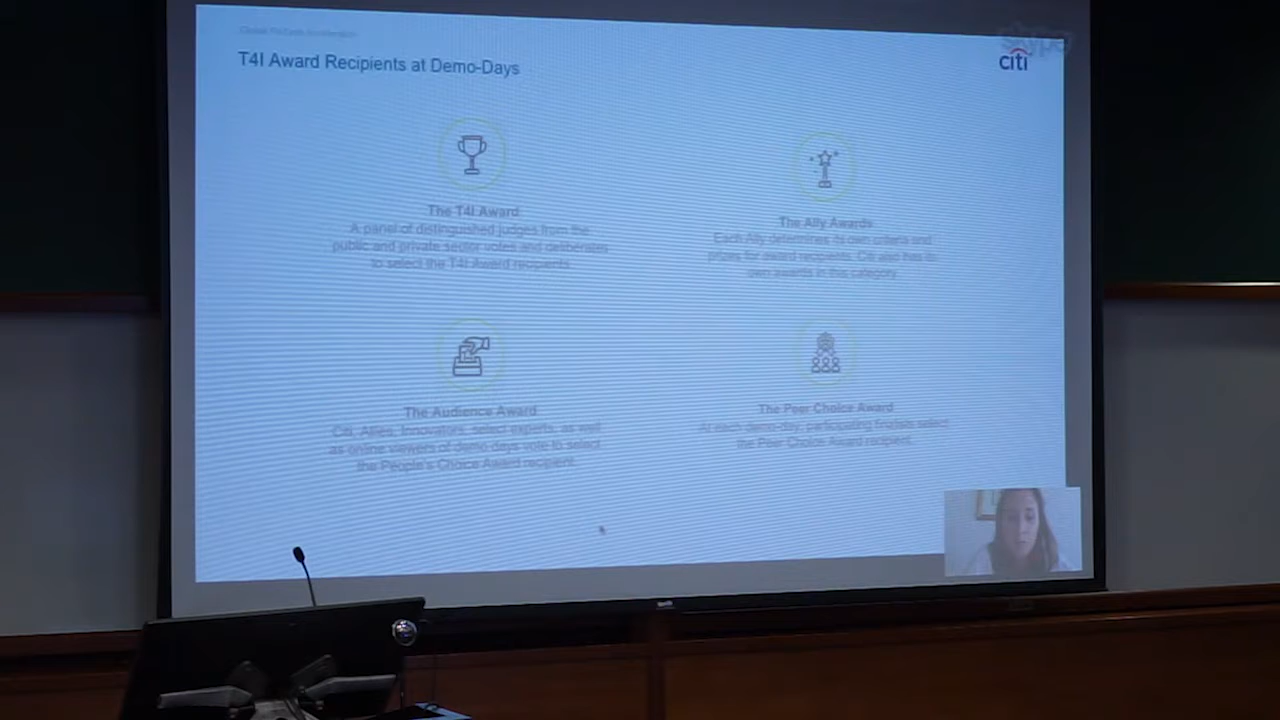 T4I Award Recipients at Demo-Days
skype
citi
The T4I Award
A panel of distinguished judges from the
public and private sector votes and deliberates
to select the T4I Award recipients.
The Ally Awards
Each Ally determines its own criteria and
prizes for award recipients. Citi also has its
own awards in this category.
The Audience Award
Citi, Allies, Innovators, select experts, as well
as online viewers of demo days vote to select
the People's Choice Award recipient.
The Peer Choice Award
At each demo-day, participating finalists select
the Peer Choice Award recipient.